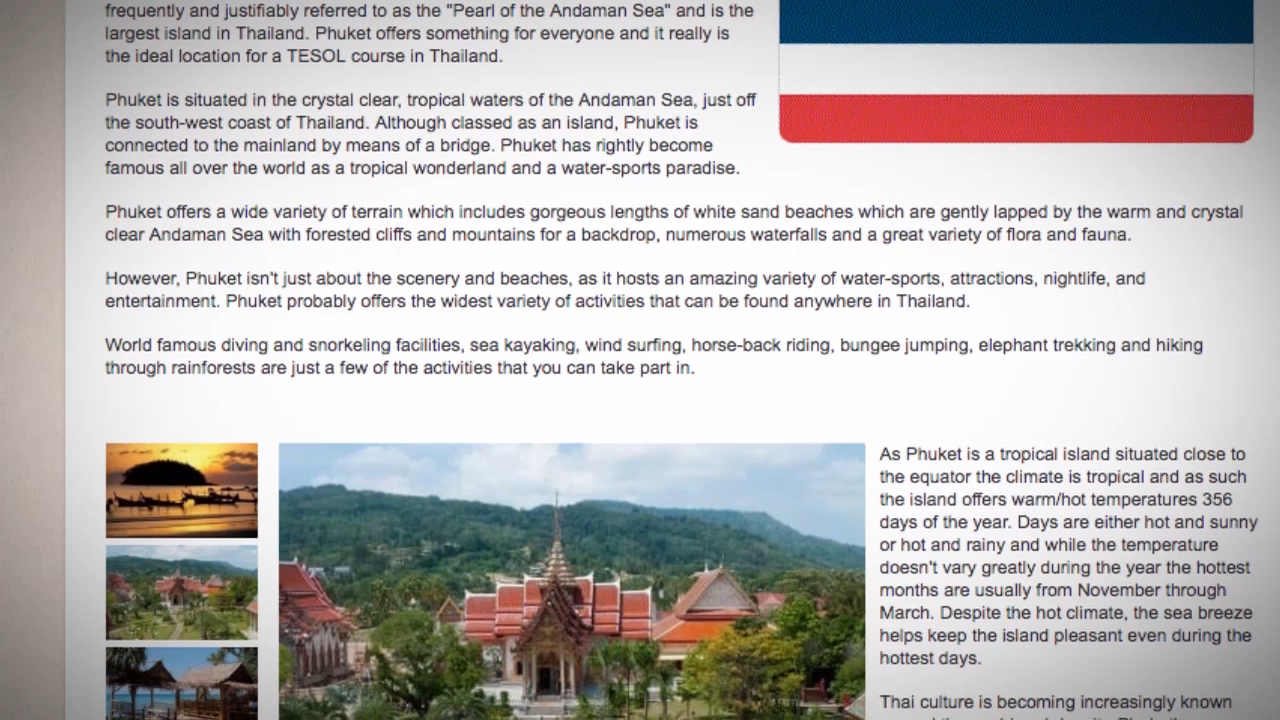 frequently and justifiably referred to as the "Pearl of the Andaman Sea" and is the
largest island in Thailand. Phuket offers something for everyone and it really is
the ideal location for a TESOL course in Thailand.
Phuket is situated in the crystal clear, tropical waters of the Andaman Sea, just off
the south-west coast of Thailand. Although classed as an island, Phuket is
connected to the mainland by means of a bridge. Phuket has rightly become
famous all over the world as a tropical wonderland and a water-sports paradise.
Phuket offers a wide variety of terrain which includes gorgeous lengths of white sand beaches which are gently lapped by the warm and crystal
clear Andaman Sea with forested cliffs and mountains for a backdrop, numerous waterfalls and a great variety of flora and fauna.
However, Phuket isn't just about the scenery and beaches, as it hosts an amazing variety of water-sports, attractions, nightlife, and
entertainment. Phuket probably offers the widest variety of activities that can be found anywhere in Thailand.
World famous diving and snorkeling facilities, sea kayaking, wind surfing, horse-back riding, bungee jumping, elephant trekking and hiking
through rainforests are just a few of the activities that you can take part in.
As Phuket is a tropical island situated close to
the equator the climate is tropical and as such
the island offers warm/hot temperatures 356
days of the year. Days are either hot and sunny
or hot and rainy and while the temperature
doesn't vary greatly during the year the hottest
months are usually from November through
March. Despite the hot climate, the sea breeze
helps keep the island pleasant even during the
hottest days.
Thai culture is becoming increasingly known